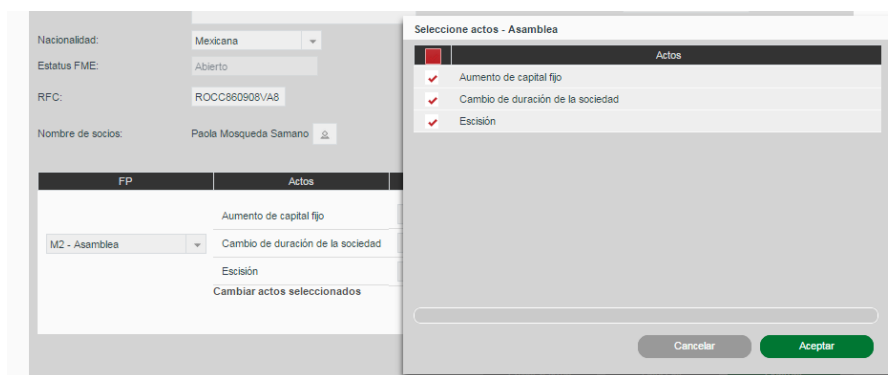 Nacionalidad:
Mexicana
Estatus FME:
Abierto
RFC:
ROCC860908VA8
Nombre de socios:
Paola Mosqueda Samano
FP
Actos
Aumento de capital fijo
M2 - Asamblea
Cambio de duración de la sociedad
Escisión
Cambiar actos seleccionados
Seleccione actos - Asamblea
Actos
Aumento de capital fijo
Cambio de duración de la sociedad
Escisión
Cancelar
Aceptar